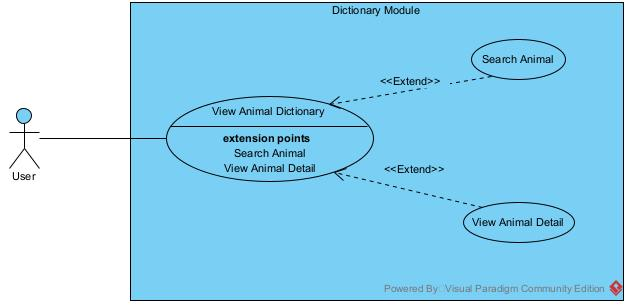 Dictionary Module
Search Animal
<<Extend>>
View Animal Dictionary
extension points
Search Animal
View Animal Detail
<<Extend>>
User
View Animal Detail
Powered By: Visual Paradigm Community Edition